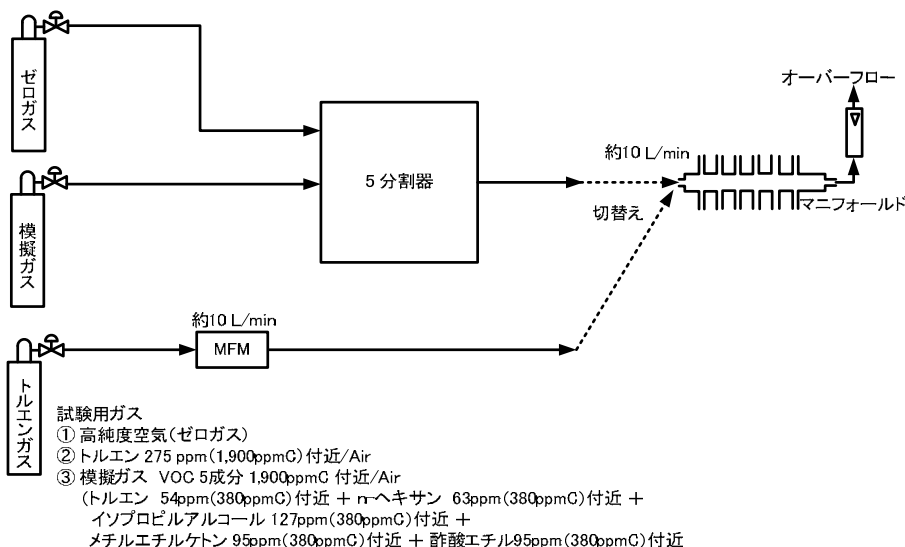 ゼロガス
オーバーフロー
約10 L/min
5分割器
模擬ガス
切替え
マニフォールド
約10 L/min
MFM
トルエンガス
試験用ガス
① 高純度空気(ゼロガス)
② トルエン 275 ppm(1,900ppmC)付近/Air
③ 模擬ガス VOC 5成分 1,900ppmC 付近/Air
(トルエン 54ppm(380ppmC)付近 + n-ヘキサン 63ppm(380ppmC)付近 +
イソプロピルアルコール 127ppm(380ppmC)付近 +
メチルエチルケトン 95ppm(380ppmC)付近 + 酢酸エチル95ppm(380ppmC)付近